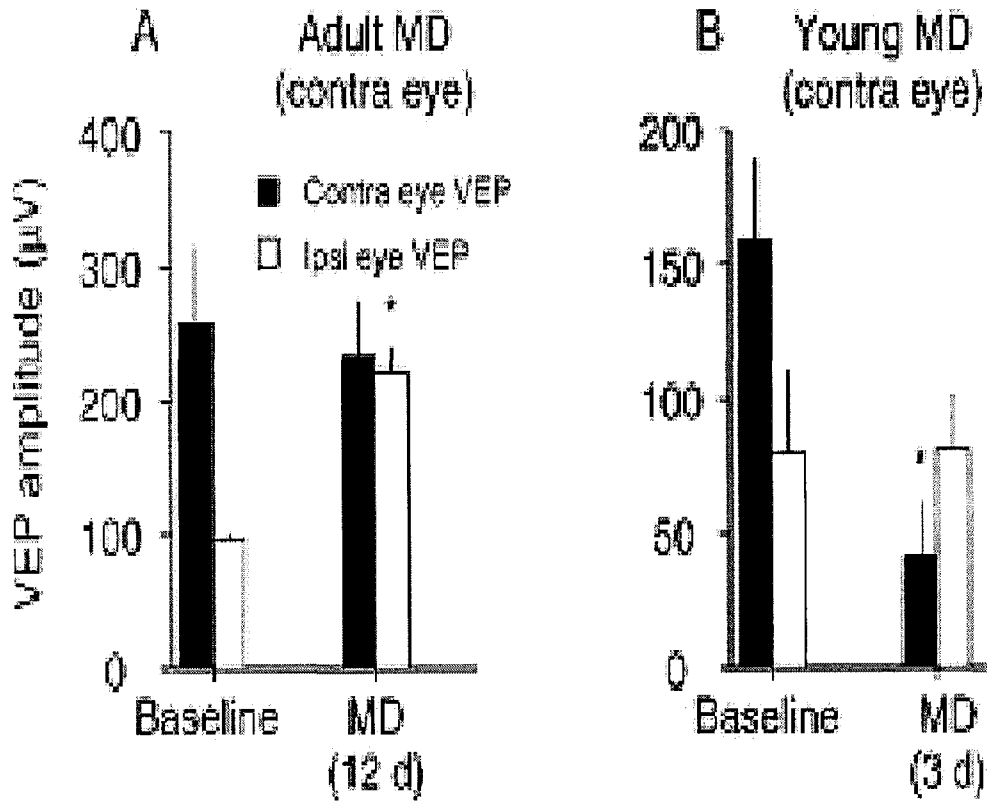 A Adult MD
(contra eye)
400
300
200
100
0
VEP amplitude (µV)
Contra eye VEP
Ipsi eye VEP
*
Baseline MD
(12 d)
B Young MD
(contra eye)
200
150
100
50
0
*
Baseline MD
(3 d)